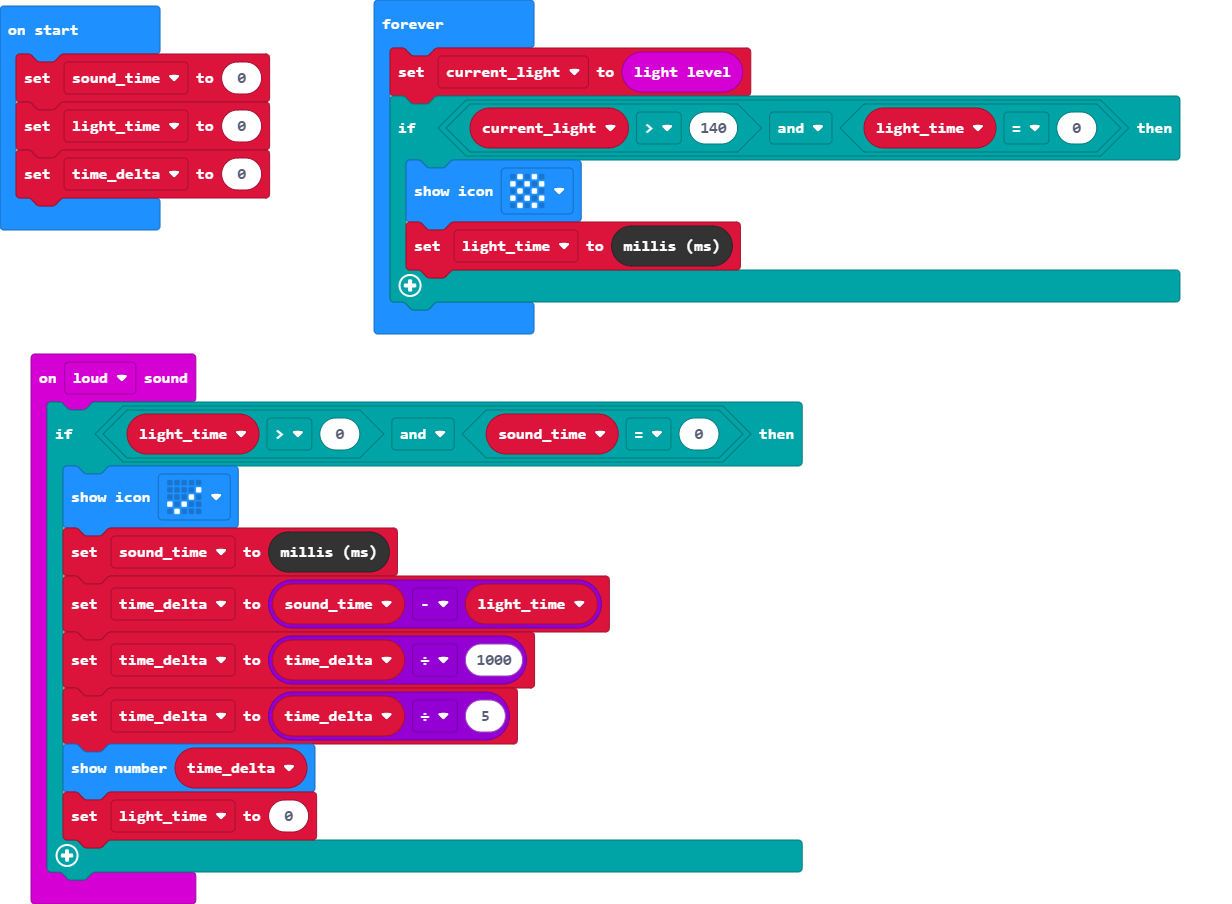 on start
set sound_time to 0
set light_time to 0
set time_delta to 0
forever
set current_light to light level
if current_light > 140 and light_time = 0 then
show icon
set light_time to millis (ms)
on loud sound
if light_time > 0 and sound_time = 0 then
show icon
set sound_time to millis (ms)
set time_delta to sound_time - light_time
set time_delta to time_delta ÷ 1000
set time_delta to time_delta ÷ 5
show number time_delta
set light_time to 0